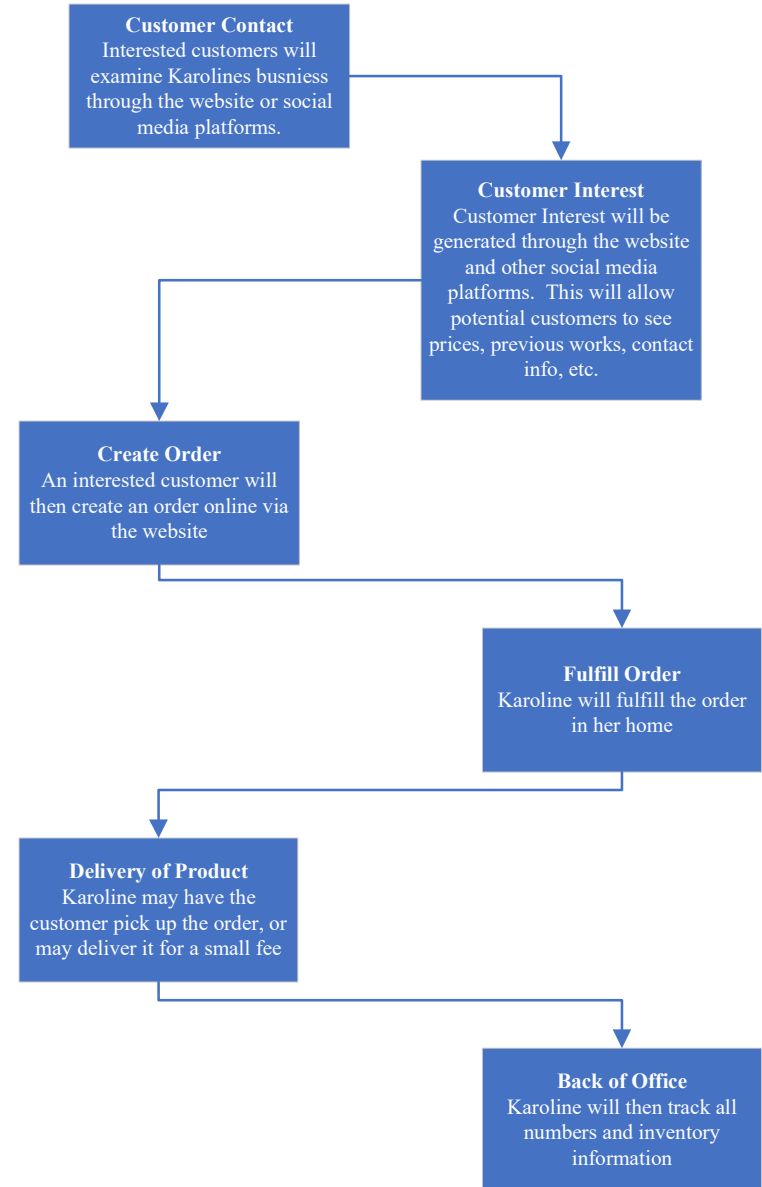 Customer Contact
Interested customers will
examine Karolines busniess
through the website or social
media platforms.
Customer Interest
Customer Interest will be
generated through the website
and other social media
platforms.  This will allow
potential customers to see
prices, previous works, contact
info, etc.
Create Order
An interested customer will
then create an order online via
the website
Fulfill Order
Karoline will fulfill the order
in her home
Delivery of Product
Karoline may have the
customer pick up the order, or
may deliver it for a small fee
Back of Office
Karoline will then track all
numbers and inventory
information